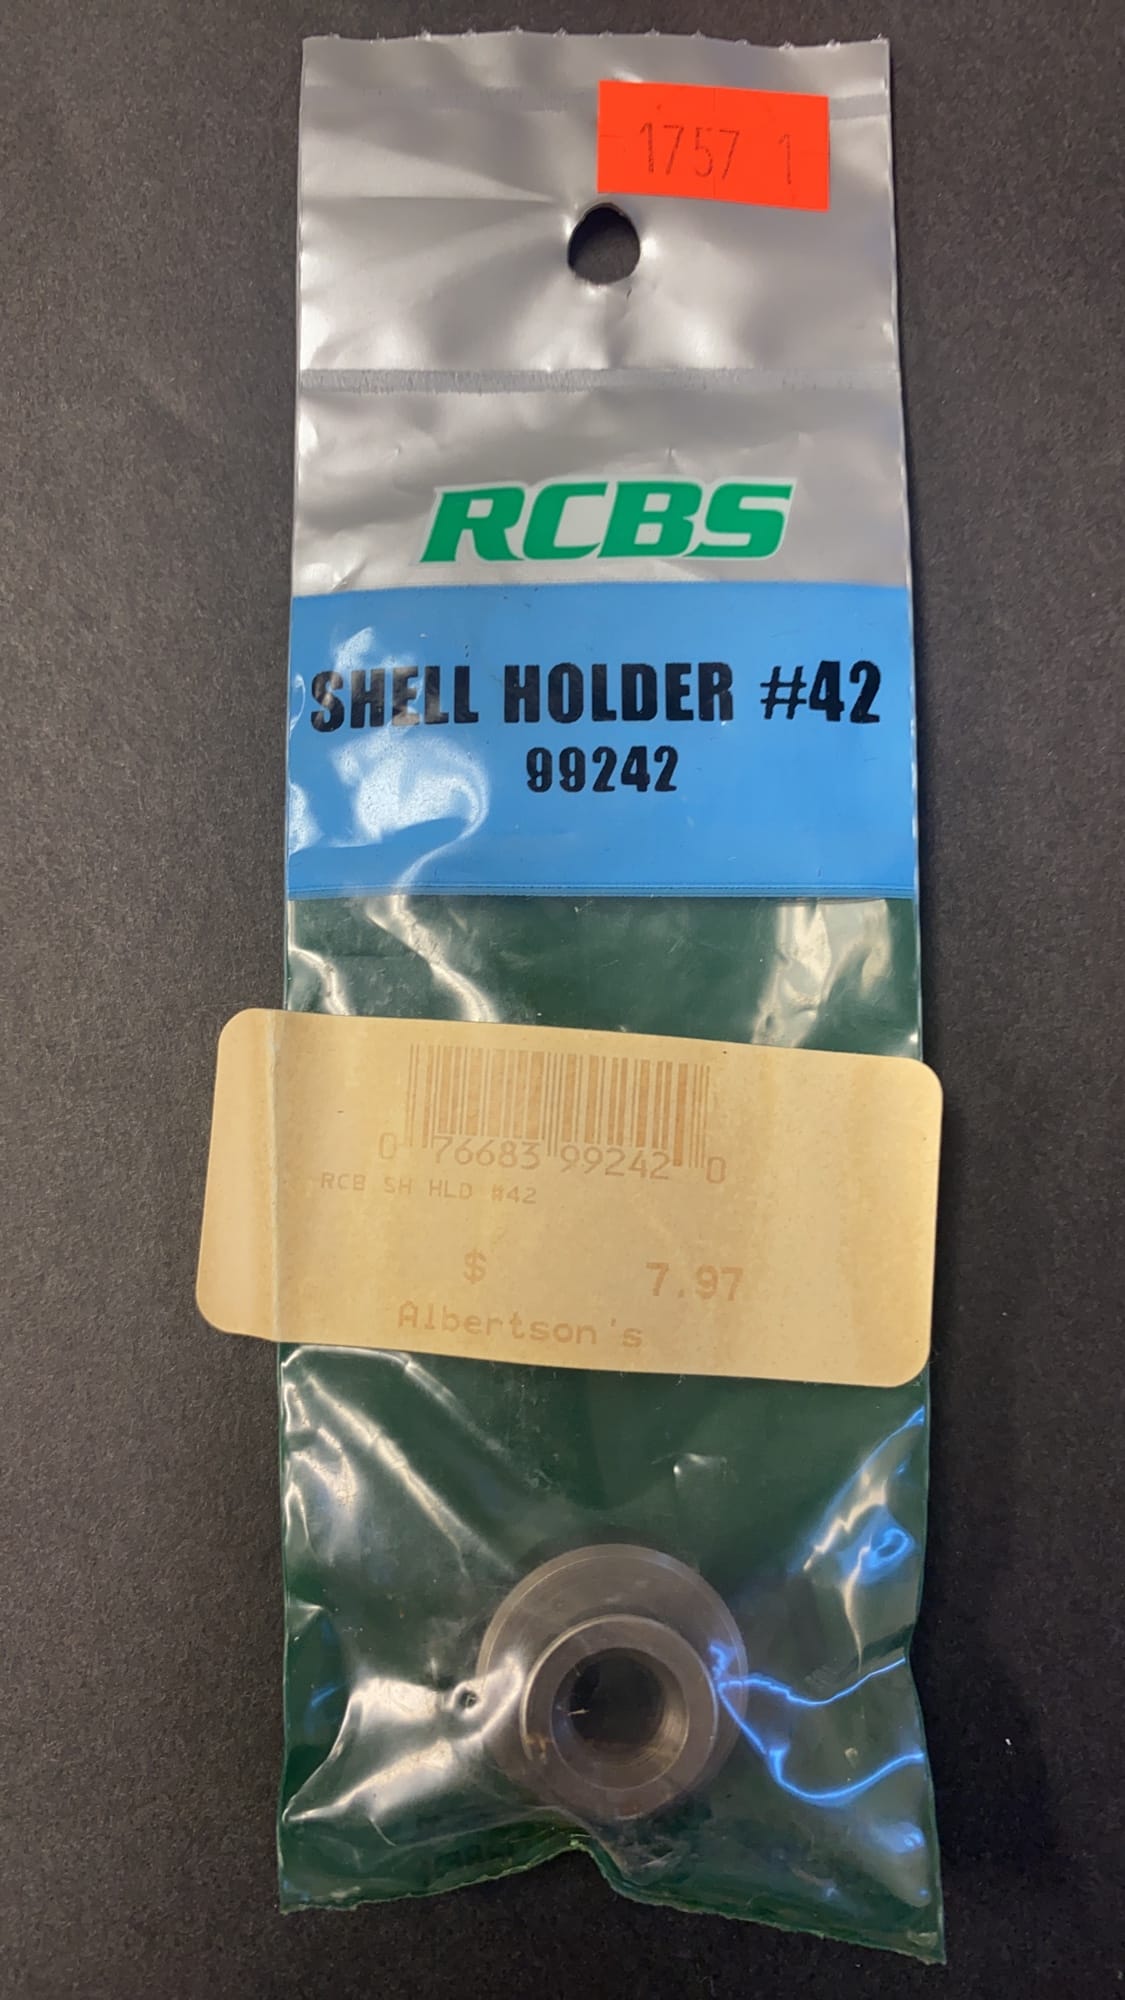 1757 1
RCBS
SHELL HOLDER #42
99242
0 76683 99242 0
RCB SH HLD #42
$ 7.97
Albertson's